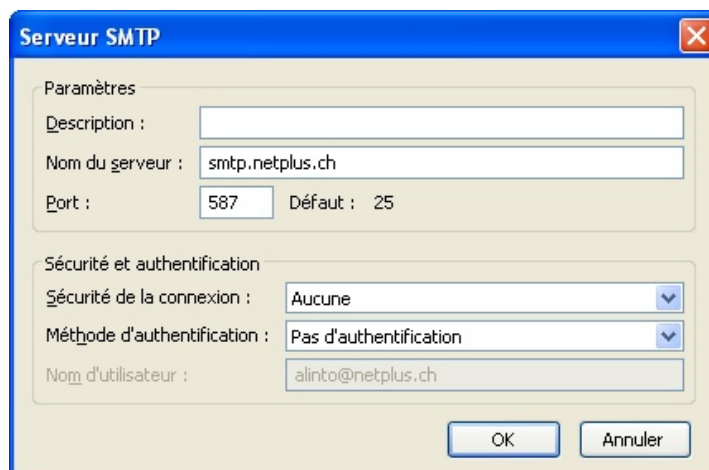 Serveur SMTP
Paramètres
Description :
Nom du serveur : smtp.netplus.ch
Port : 587 Défaut : 25
Sécurité et authentification
Sécurité de la connexion : Aucune
Méthode d'authentification : Pas d'authentification
Nom d'utilisateur : alinto@netplus.ch
OK Annuler